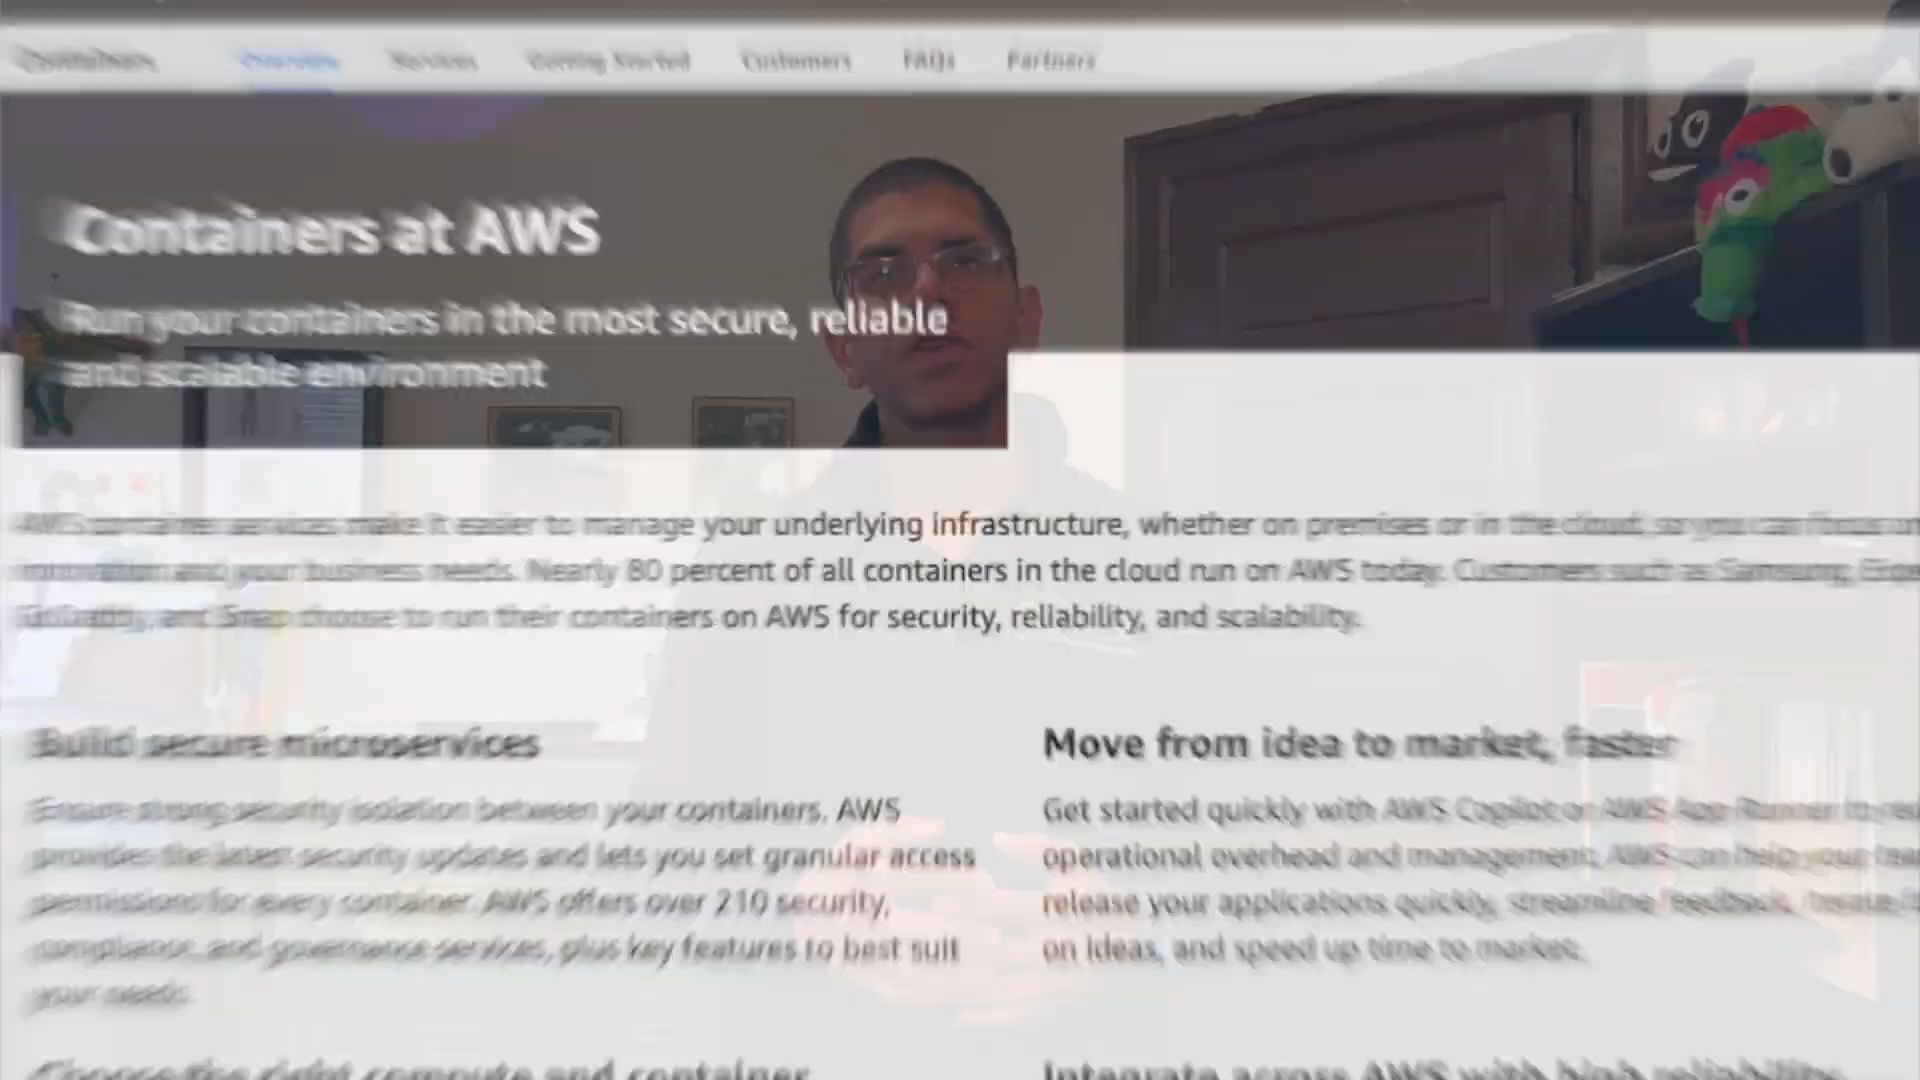 Containers Overview Services Getting Started Customers FAQs Partners
Containers at AWS
Run your containers in the most secure, reliable
and scalable environment
AWS container services make it easier to manage your underlying infrastructure, whether on premises or in the cloud, so you can focus on
innovation and your business needs. Nearly 80 percent of all containers in the cloud run on AWS today. Customers such as Samsung,
GoDaddy, and Snap choose to run their containers on AWS for security, reliability, and scalability.
Build secure microservices
Ensure strong security isolation between your containers. AWS
provides the latest security updates and lets you set granular access
permissions for every container. AWS offers over 210 security,
compliance, and governance services, plus key features to best suit
your needs.
Move from idea to market, faster
Get started quickly with AWS Copilot or AWS App Runner to
operational overhead and management. AWS can help your
release your applications quickly, streamline feedback,
on ideas, and speed up time to market.
Choose the right compute and container
Integrate across AWS with high reliability